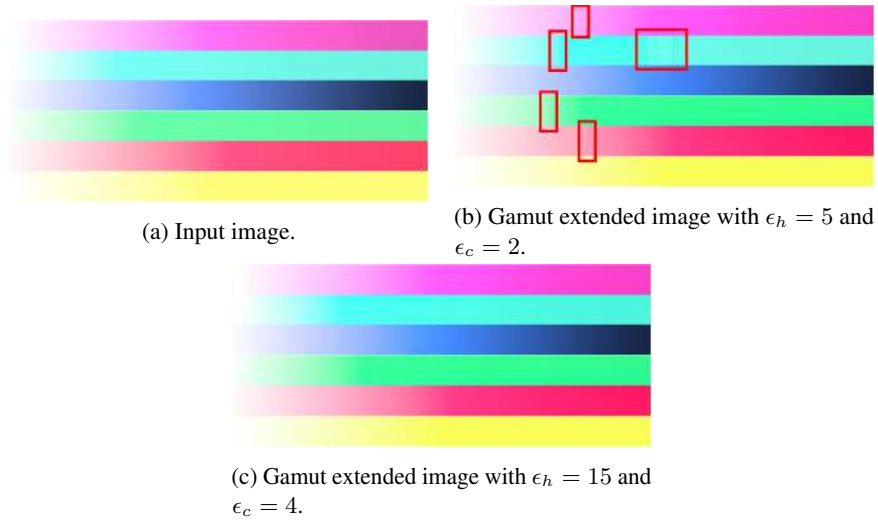 (a) Input image.
(b) Gamut extended image with ϵh = 5 and
ϵc = 2.
(c) Gamut extended image with ϵh = 15 and
ϵc = 4.